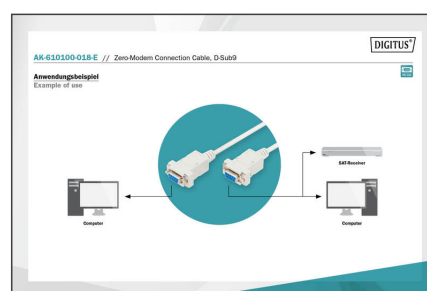 DIGITUS®
AK-610100-018-E // Zero-Modem Connection Cable, D-Sub9
Anwendungsbeispiel
Example of use
SAT-Receiver
Computer
Computer